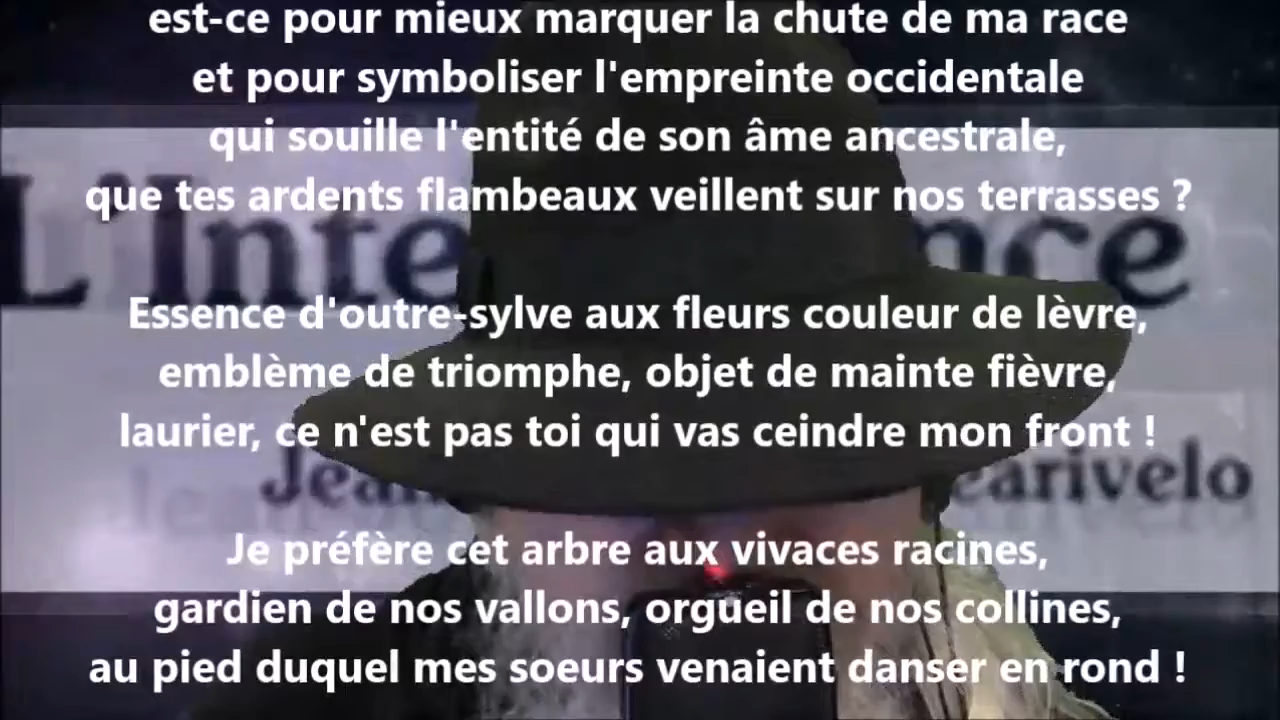 est-ce pour mieux marquer la chute de ma race
et pour symboliser l'empreinte occidentale
qui souille l'entité de son âme ancestrale,
que tes ardents flambeaux veillent sur nos terrasses ?
Essence d'outre-sylve aux fleurs couleur de lèvre,
emblème de triomphe, objet de mainte fièvre,
laurier, ce n'est pas toi qui vas ceindre mon front !
Je préfère cet arbre aux vivaces racines,
gardien de nos vallons, orgueil de nos collines,
au pied duquel mes soeurs venaient danser en rond !